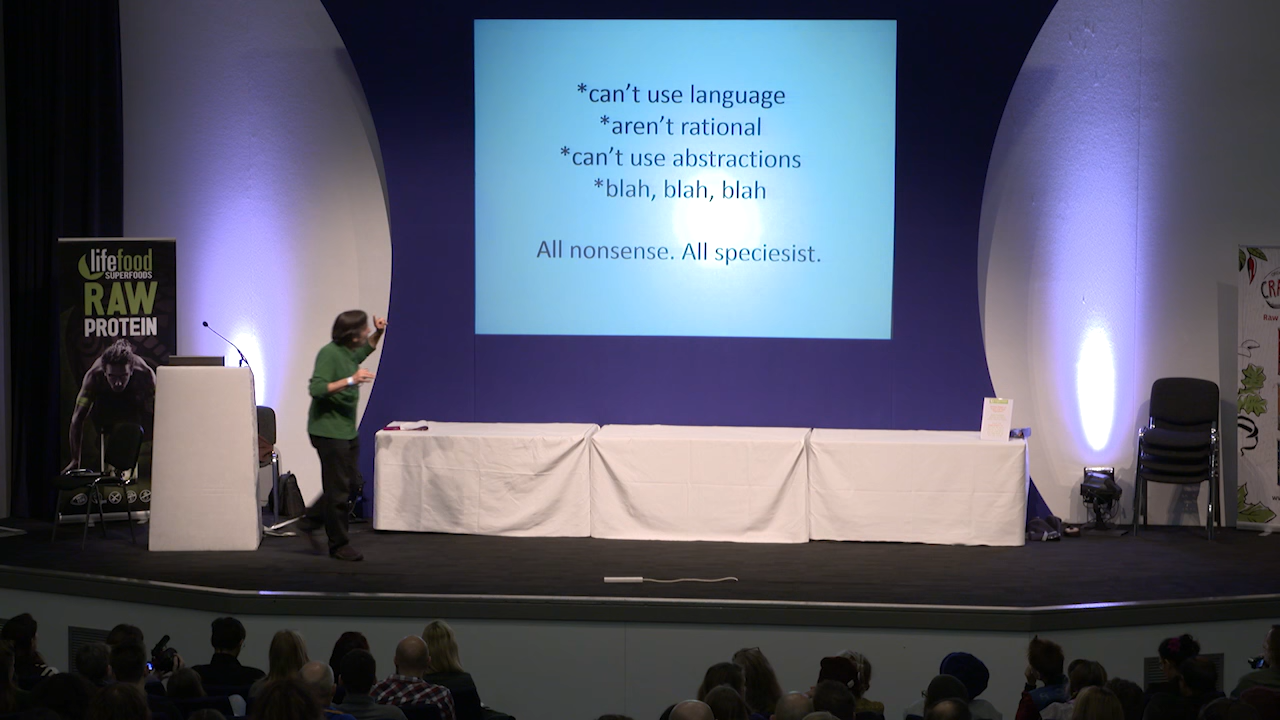 *can't use language
*aren't rational
*can't use abstractions
*blah, blah, blah
All nonsense. All speciesist.
lifefood
SUPERFOODS
RAW
PROTEIN
Raw